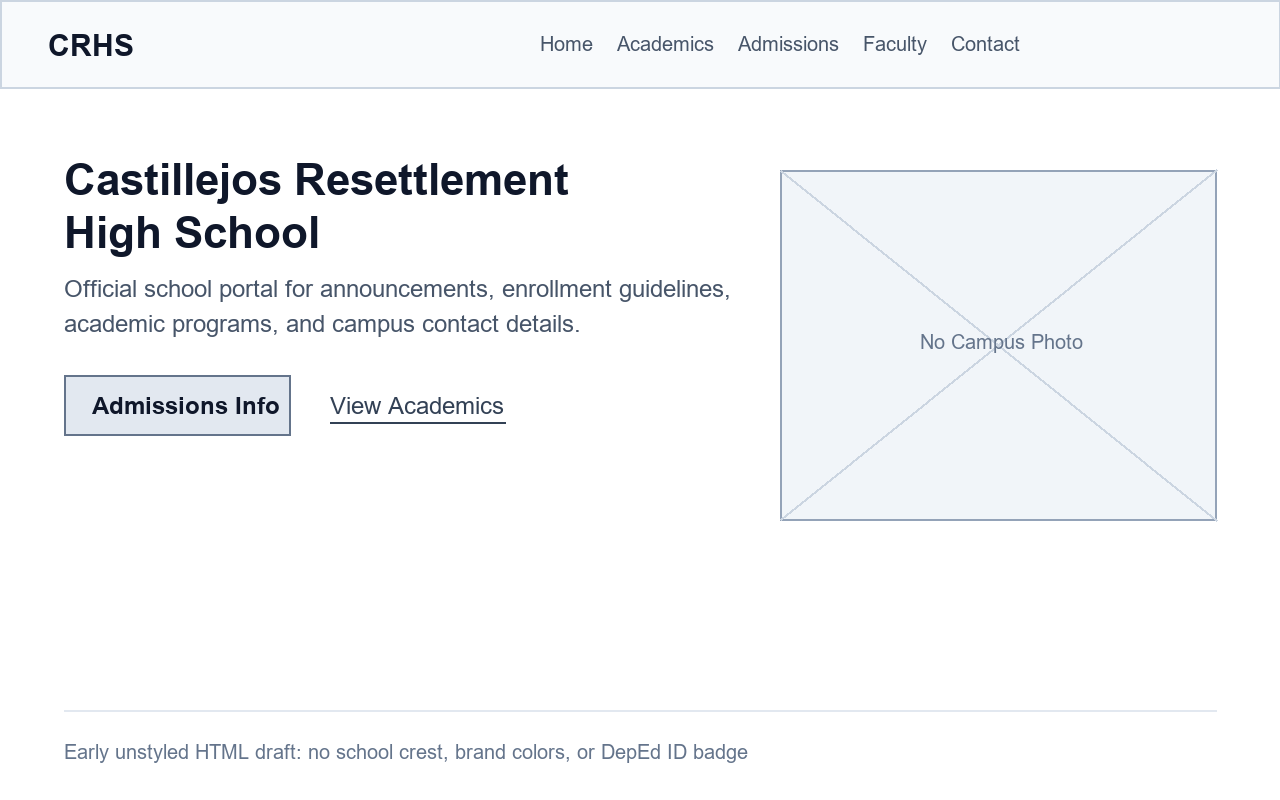 CRHS
Home Academics Admissions Faculty Contact
Castillejos Resettlement
High School
Official school portal for announcements, enrollment guidelines,
academic programs, and campus contact details.
Admissions Info
View Academics
No Campus Photo
Early unstyled HTML draft: no school crest, brand colors, or DepEd ID badge